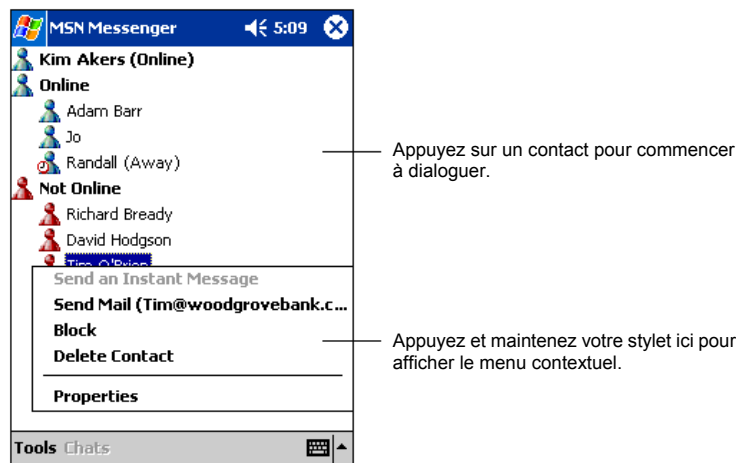 MSN Messenger 5:09
Kim Akers (Online)
Online
Adam Barr
Jo
Randall (Away)
Appuyez sur un contact pour commencer
à dialoguer.
Not Online
Richard Bready
David Hodgson
Tim O'Brien
Send an Instant Message
Send Mail (Tim@woodgrovebank.c...
Block
Delete Contact
Appuyez et maintenez votre stylet ici pour
afficher le menu contextuel.
Properties
Tools Chats